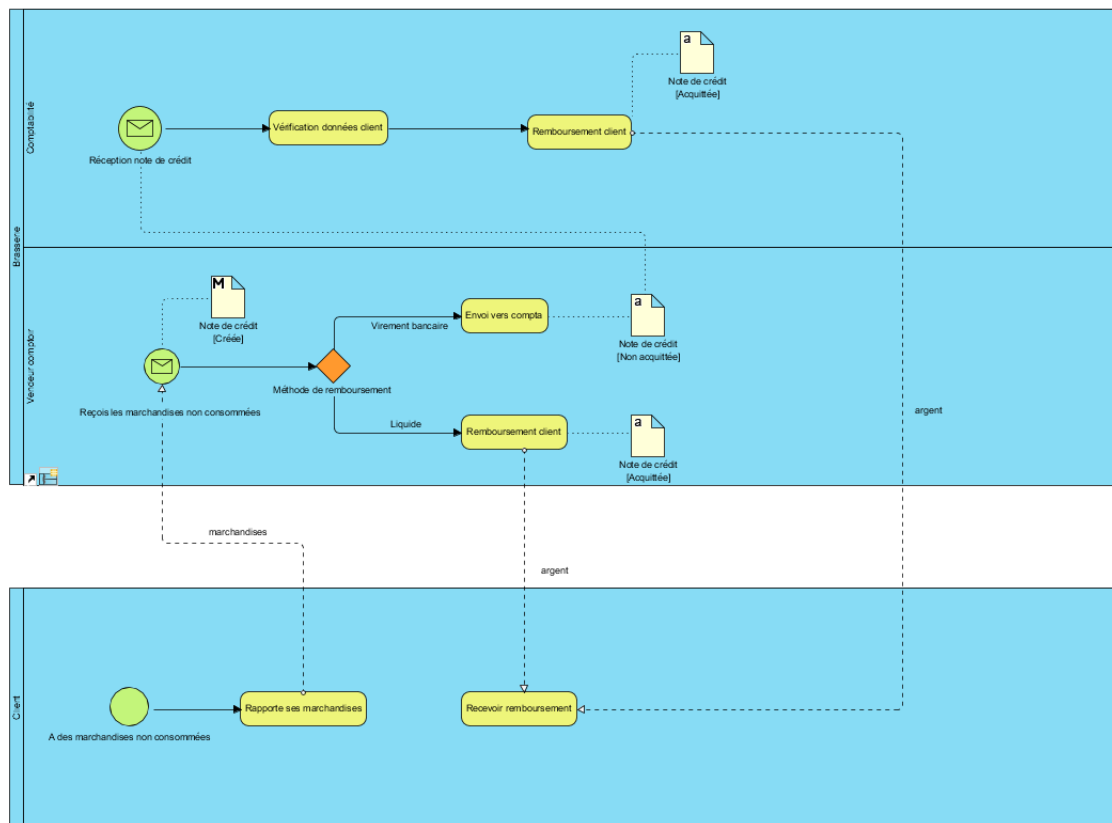 Brasserie
Comptabilité
a
Note de crédit
[Acquittée]
Vérification données client
Remboursement client
Réception note de crédit
Vendeur comptoir
M
Note de crédit
[Créée]
Virement bancaire
Envoi vers compta
a
Note de crédit
[Non acquittée]
Méthode de remboursement
Reçois les marchandises non consommées
argent
Liquide
Remboursement client
a
Note de crédit
[Acquittée]
marchandises
argent
Client
Rapporte ses marchandises
Recevoir remboursement
A des marchandises non consommées